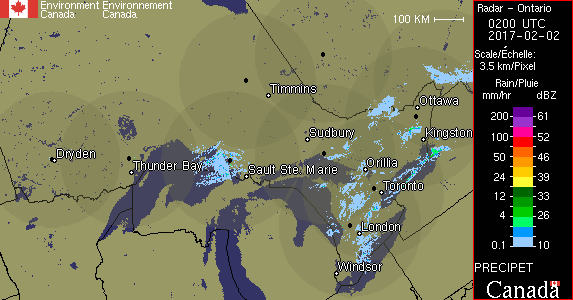 Environment Environnement
Canada Canada
100 KM
Timmins
Ottawa
Sudbury
Kingston
Dryden
Thunder Bay
Sault Ste. Marie
Orillia
Toronto
London
Windsor
Radar - Ontario
0200 UTC
2017-02-02
Scale/Échelle:
3.5 km/Pixel
Rain/Pluie
mm/hr dBZ
200 61
100 52
50 46
24 39
12 33
4 26
0.1 10
PRECIPET
Canada